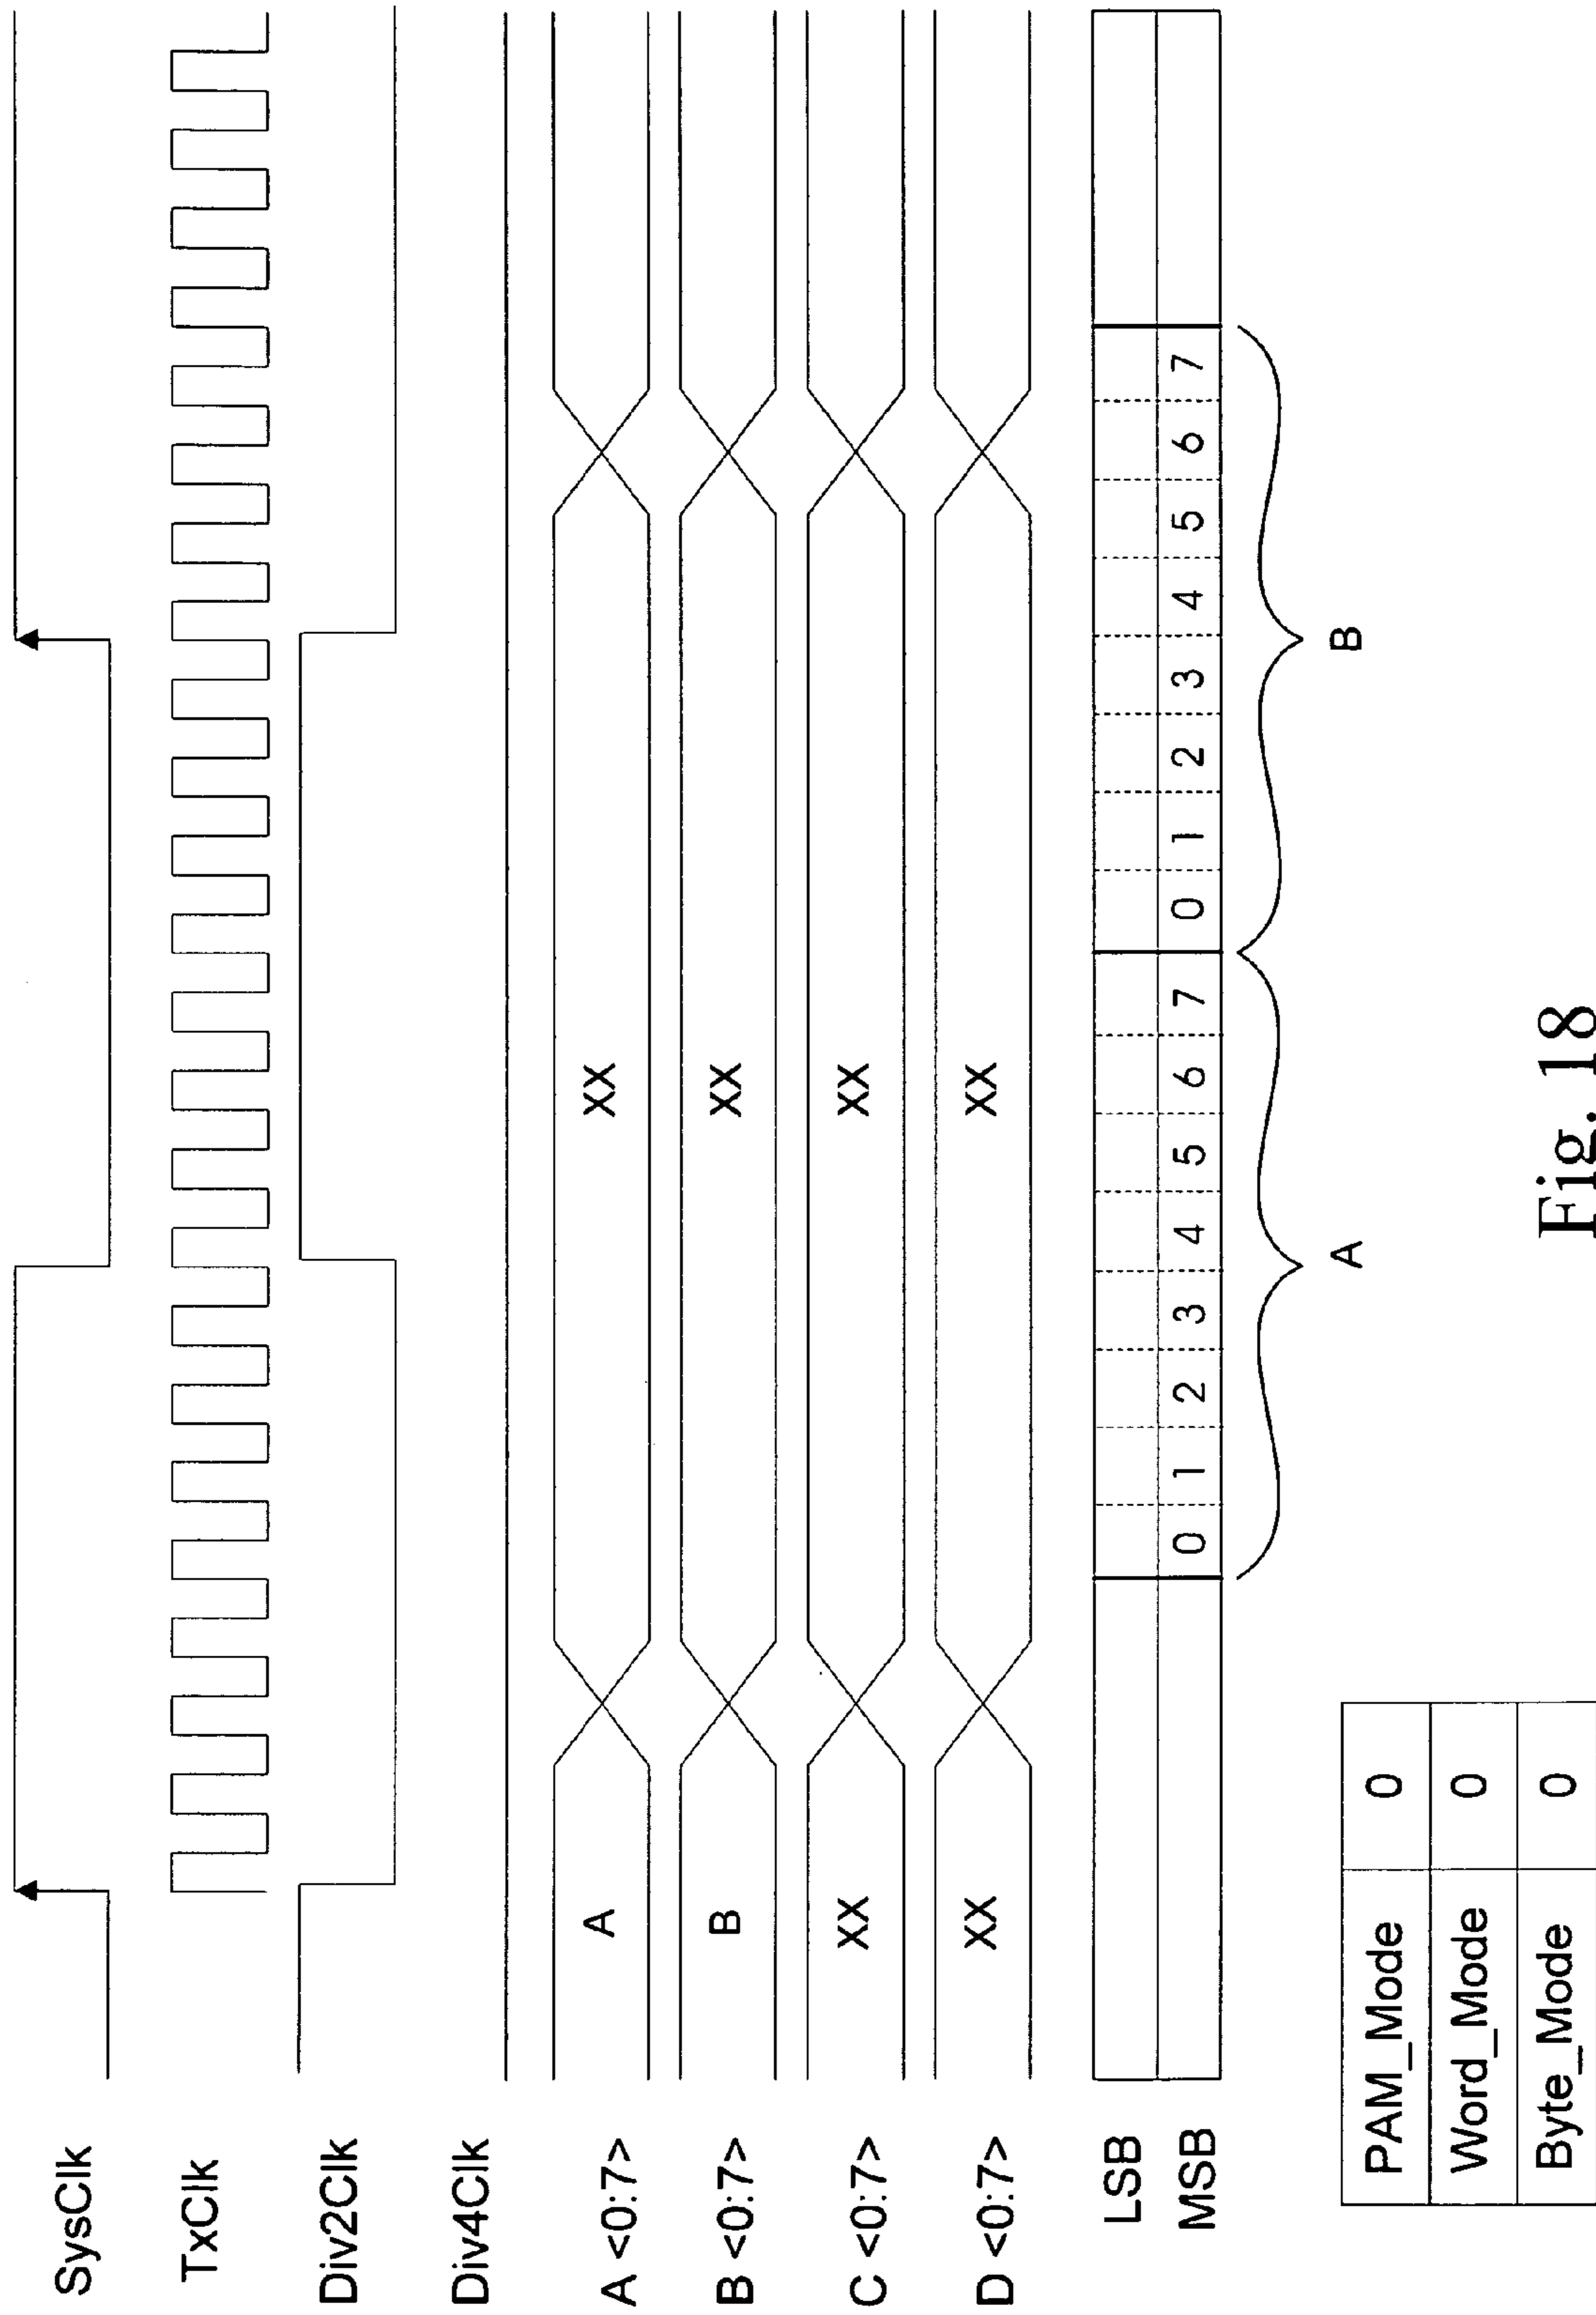 SysClk
TxClk
Div2Clk
Div4Clk
A <0:7> A XX
B <0:7> B XX
C <0:7> XX XX
D <0:7> XX XX
LSB
MSB 0 1 2 3 4 5 6 7 0 1 2 3 4 5 6 7
A B
PAM_Mode 0
Word_Mode 0
Byte_Mode 0
Fig. 18